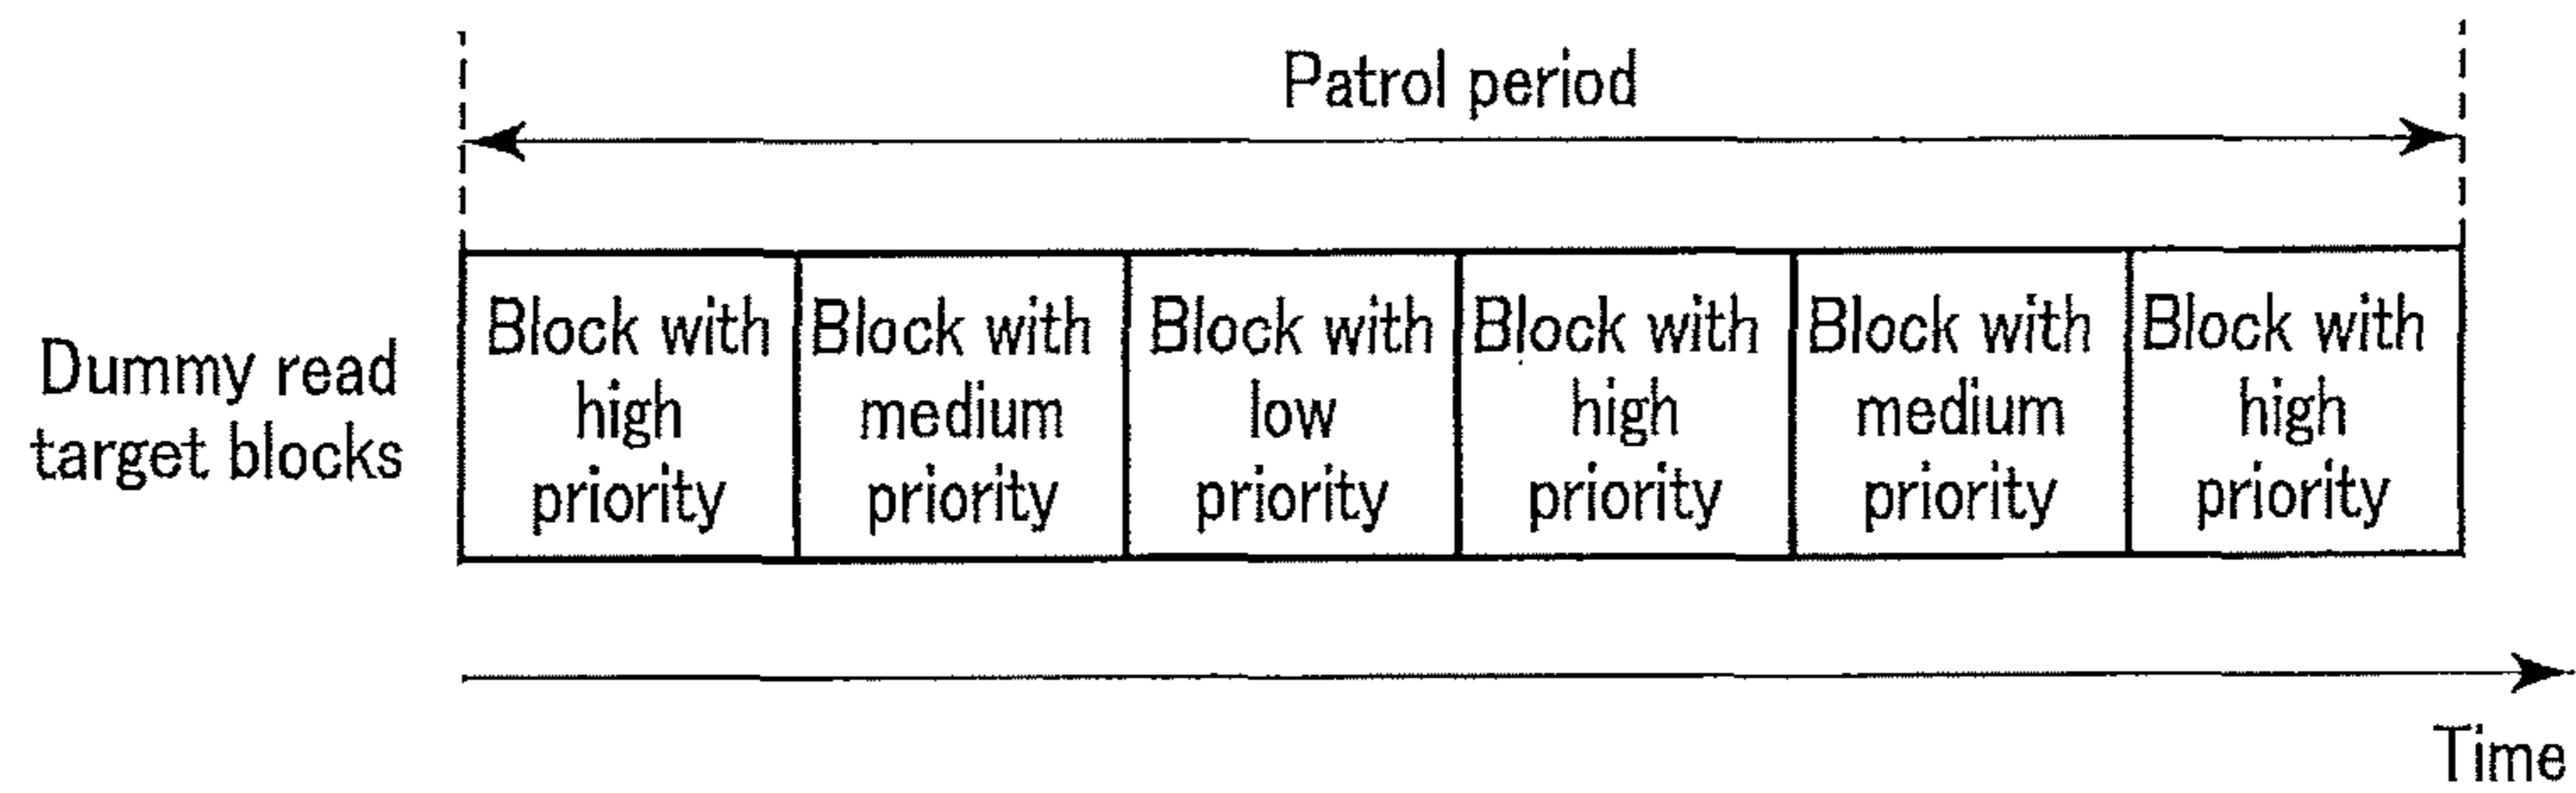 Patrol period
Dummy read
target blocks
Block with
high
priority
Block with
medium
priority
Block with
low
priority
Block with
high
priority
Block with
medium
priority
Block with
high
priority
Time